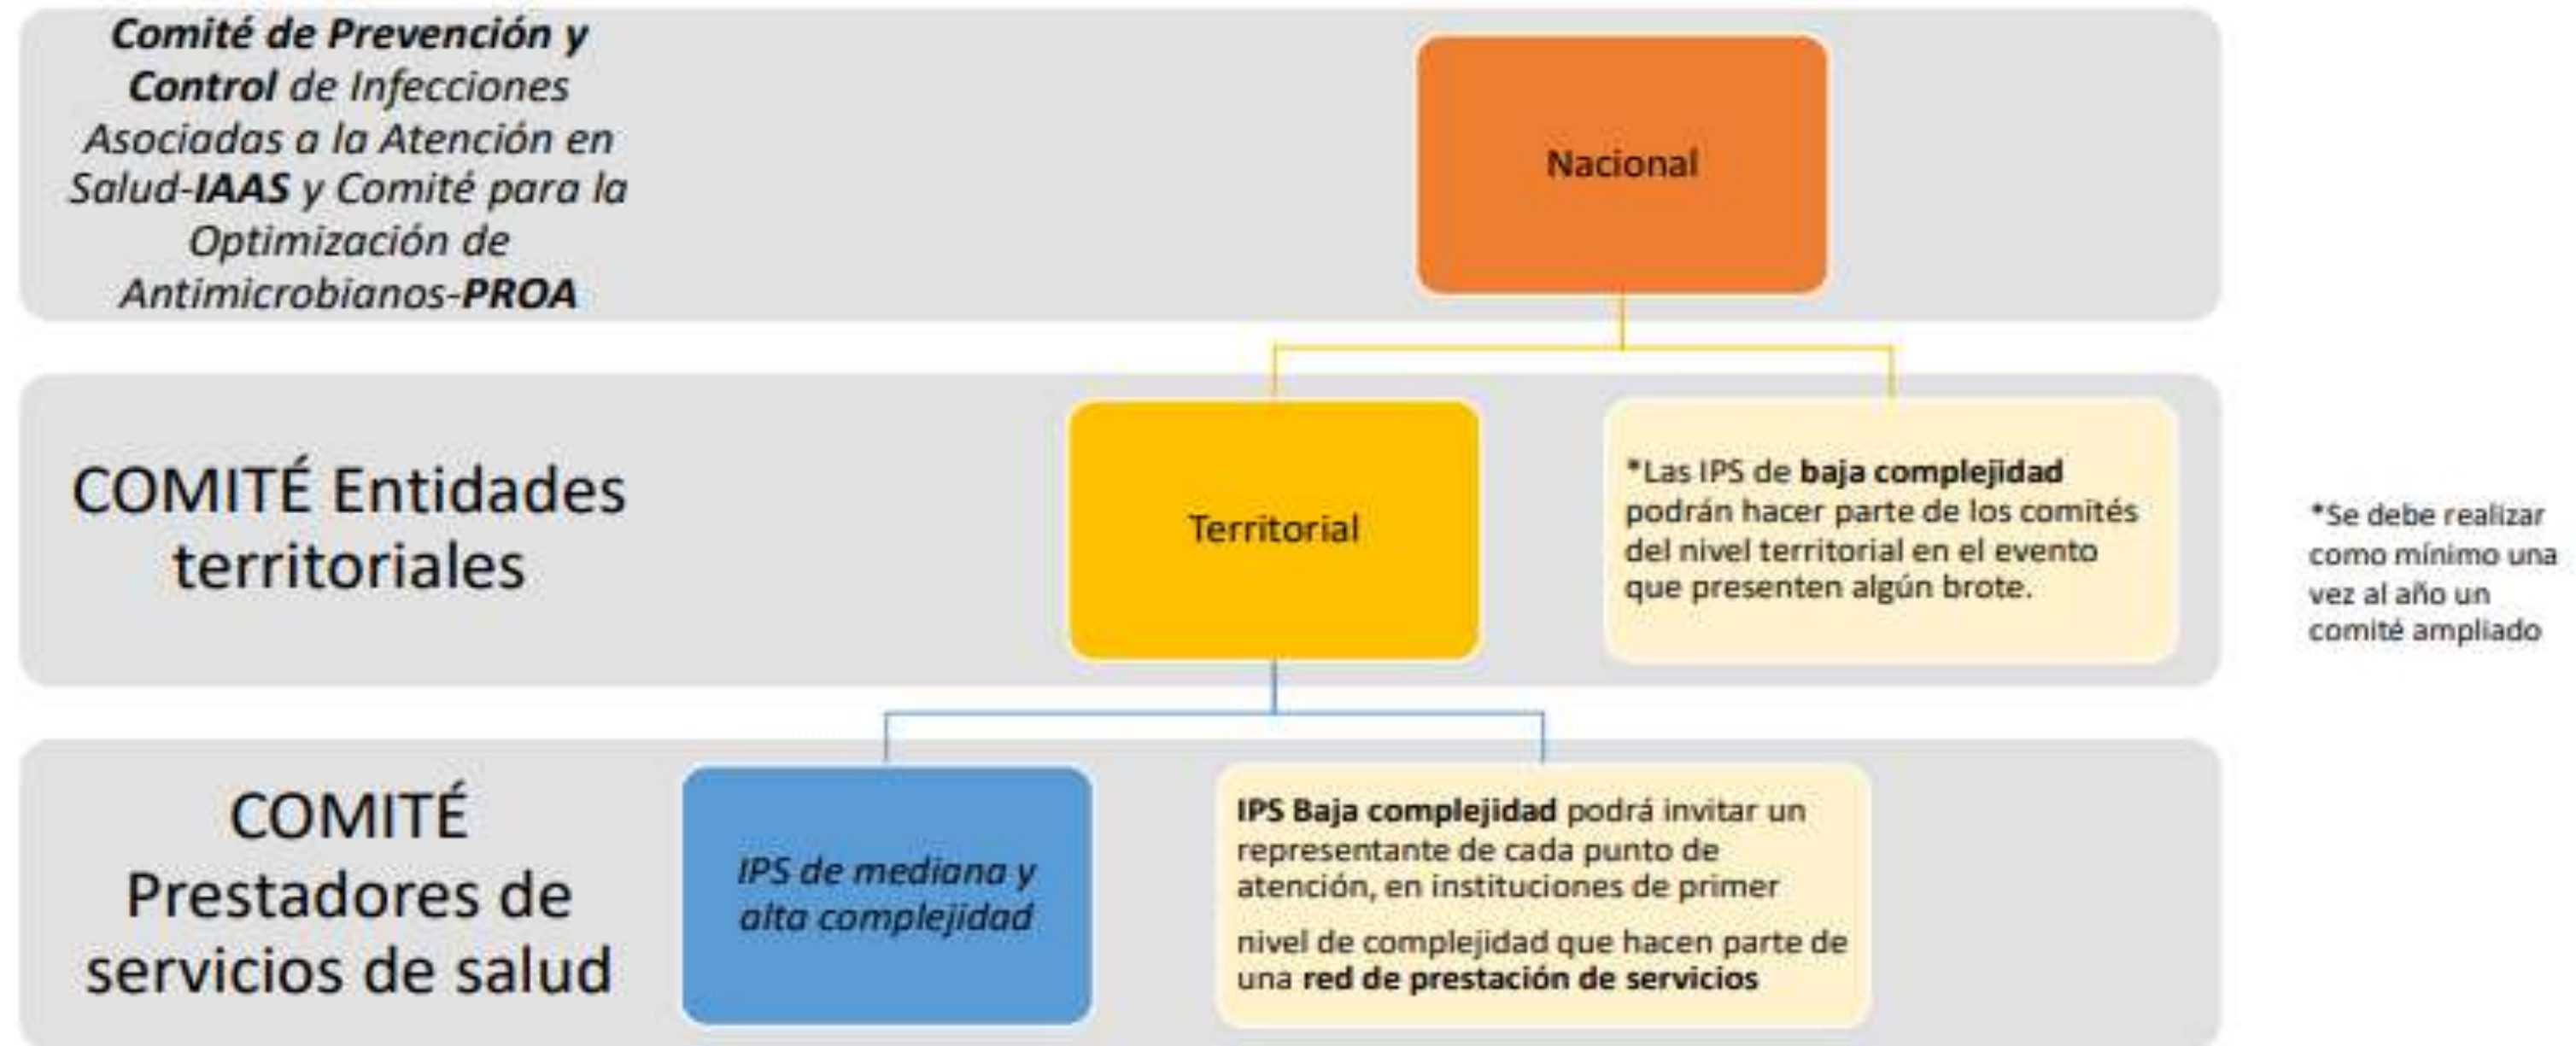 Comité de Prevención y
Control de Infecciones
Asociadas a la Atención en
Salud-IAAS y Comité para la
Optimización de
Antimicrobianos-PROA
Nacional
COMITÉ Entidades
territoriales
Territorial
*Las IPS de baja complejidad
podrán hacer parte de los comités
del nivel territorial en el evento
que presenten algún brote.
*Se debe realizar
como mínimo una
vez al año un
comité ampliado
COMITÉ
Prestadores de
servicios de salud
IPS de mediana y
alta complejidad
IPS Baja complejidad podrá invitar un
representante de cada punto de
atención, en instituciones de primer
nivel de complejidad que hacen parte de
una red de prestación de servicios